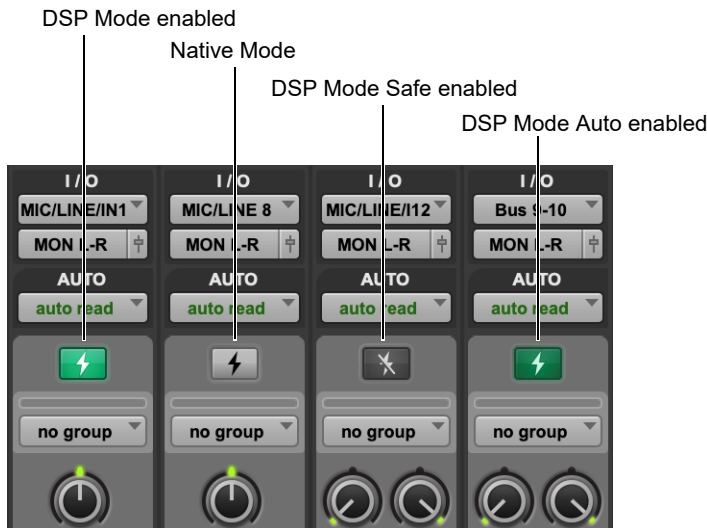 DSP Mode enabled
Native Mode
DSP Mode Safe enabled
DSP Mode Auto enabled
I/O I/O I/O I/O
MIC/LINE/IN1 MIC/LINE 8 MIC/LINE/I12 Bus 9-10
MON L-R MON L-R MON L-R MON L-R
AUTO AUTO AUTO AUTO
auto read auto read auto read auto read
no group no group no group no group